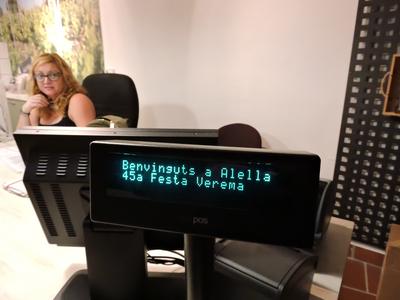 Benvinguts a Alella
45a Festa Verema
pos